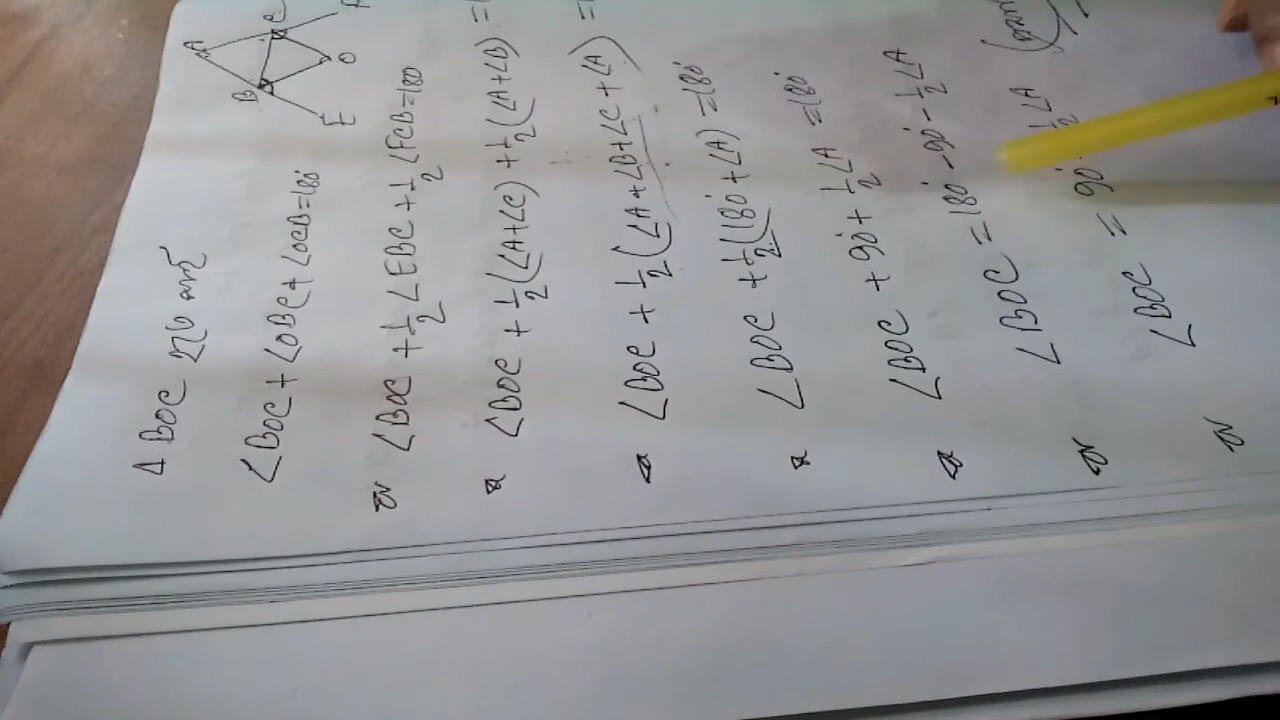 A
B
C
E
F
O
Δ BOC এর
∠BOC + ∠OBC + ∠OCB = 180°
বা ∠BOC + 1/2 ∠EBC + 1/2 ∠FCB = 180
বা ∠BOC + 1/2 (∠A+∠C) + 1/2 (∠A+∠B) =
বা ∠BOC + 1/2 (∠A+∠B+∠C+∠A) =
বা ∠BOC + 1/2 (180°+∠A) = 180°
বা ∠BOC + 90° + 1/2 ∠A = 180°
বা ∠BOC = 180° - 90° - 1/2 ∠A
বা ∠BOC = 90° 1/2 ∠A